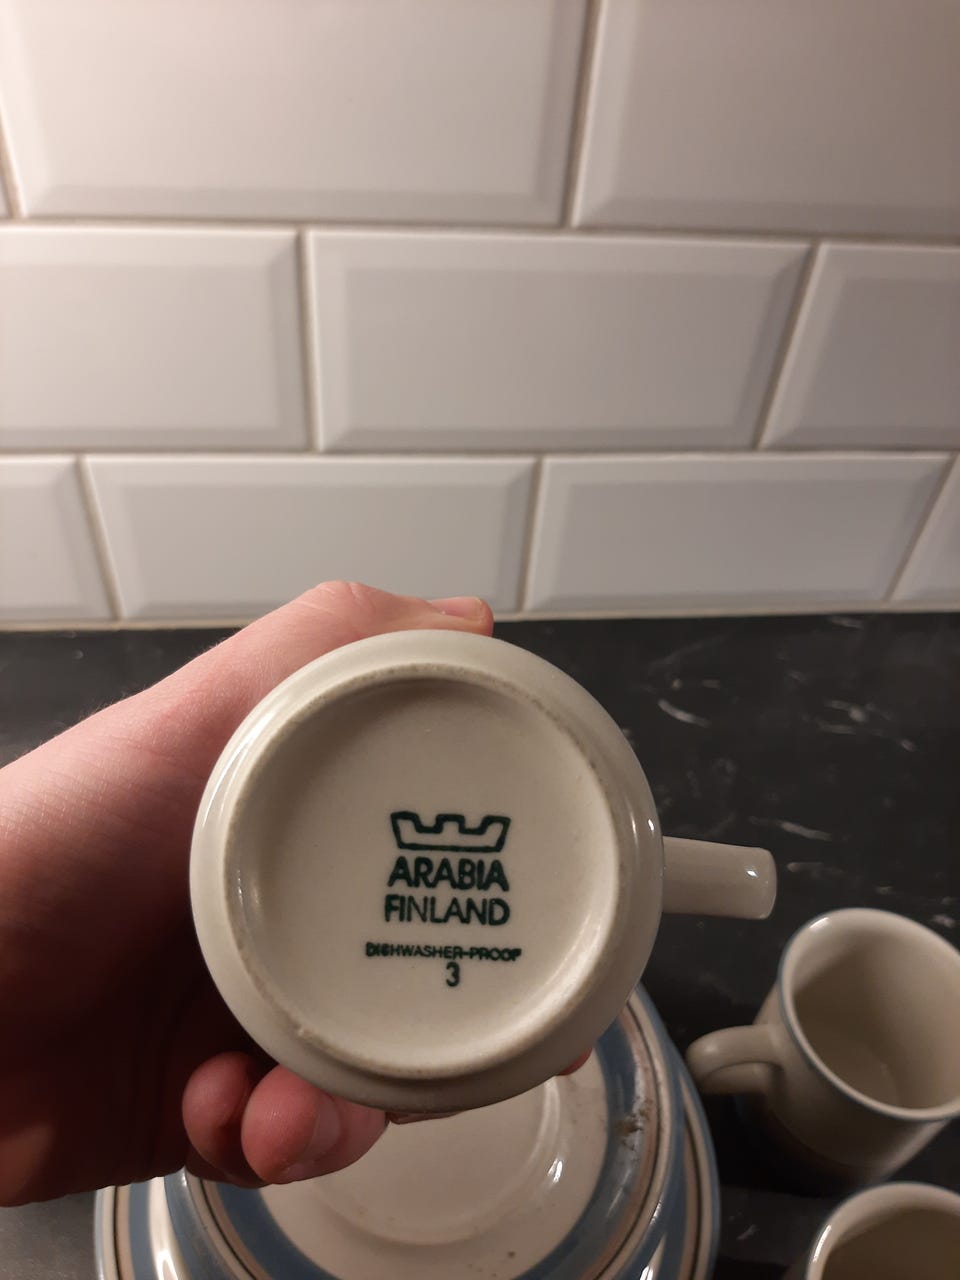 ARABIA
FINLAND
DISHWASHER-PROOF
3